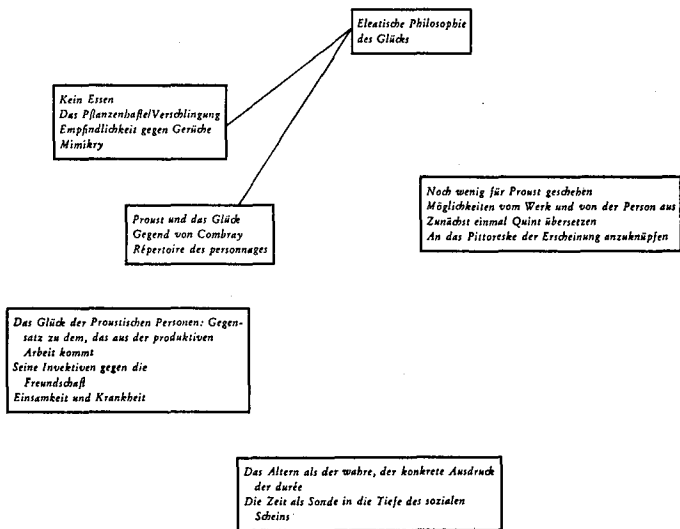 Eleatische Philosophie
des Glücks
Kein Essen
Das Pflanzenhafte/Verschlingung
Empfindlichkeit gegen Gerüche
Mimikry
Noch wenig für Proust geschehen
Möglichkeiten vom Werk und von der Person aus
Zunächst einmal Quint übersetzen
An das Pittoreske der Erscheinung anzuknüpfen
Proust und das Glück
Gegend von Combray
Répertoire des personnages
Das Glück der Proustischen Personen: Gegen-
satz zu dem, das aus der produktiven
Arbeit kommt
Seine Invektiven gegen die
Freundschaft
Einsamkeit und Krankheit
Das Altern als der wahre, der konkrete Ausdruck
der durée
Die Zeit als Sonde in die Tiefe des sozialen
Scheins